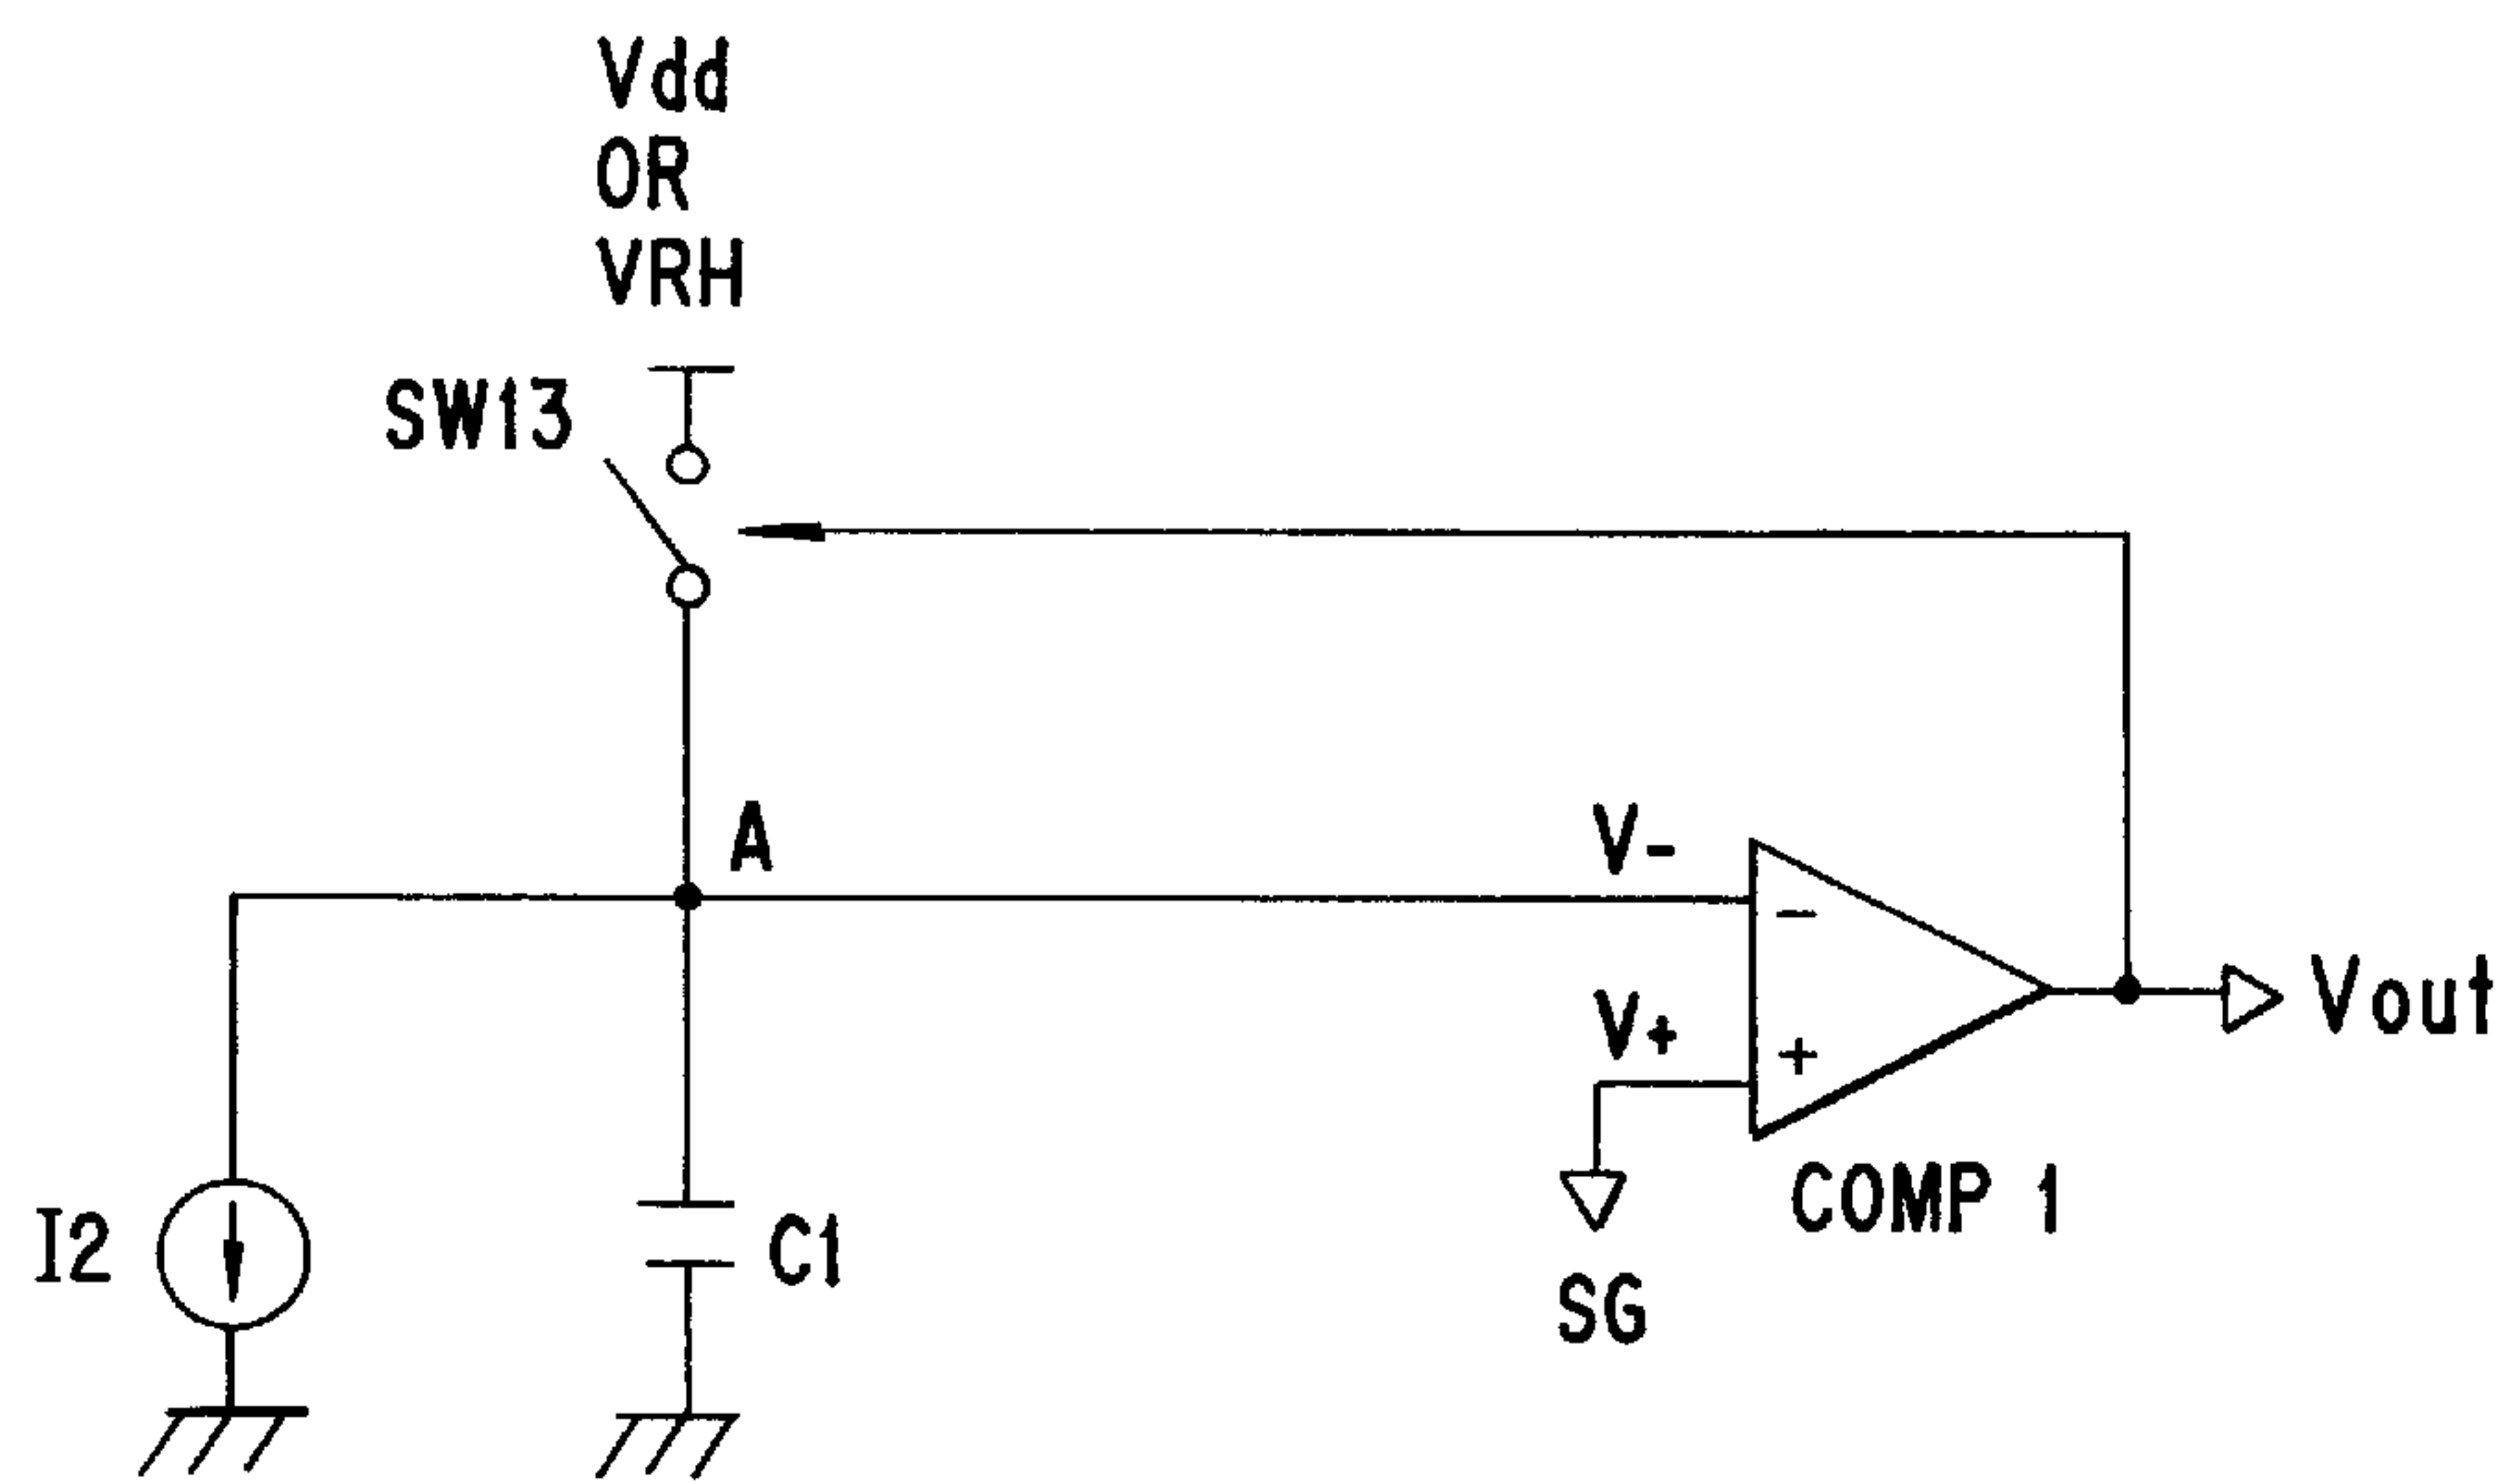 Vdd
OR
VRH
SW13
A
V-
−
V+
+
Vout
I2
C1
COMP 1
SG